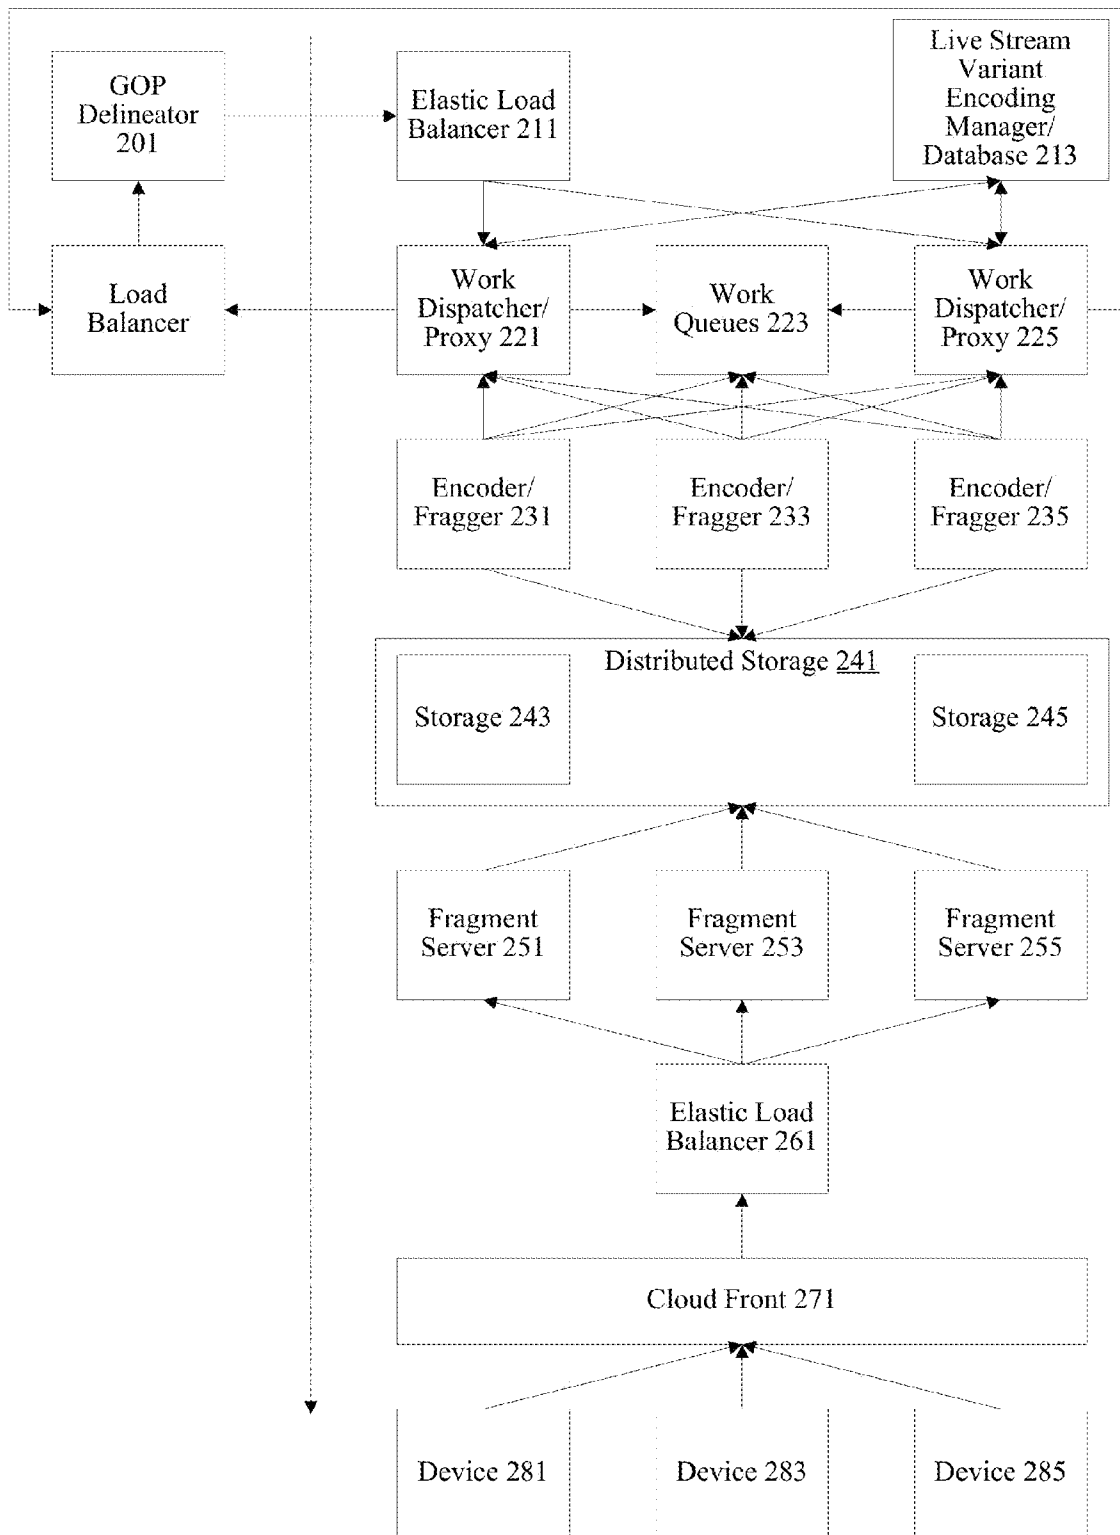 GOP
Delineator
201
Elastic Load
Balancer 211
Live Stream
Variant
Encoding
Manager/
Database 213
Load
Balancer
Work
Dispatcher/
Proxy 221
Work
Queues 223
Work
Dispatcher/
Proxy 225
Encoder/
Fragger 231
Encoder/
Fragger 233
Encoder/
Fragger 235
Distributed Storage 241
Storage 243
Storage 245
Fragment
Server 251
Fragment
Server 253
Fragment
Server 255
Elastic Load
Balancer 261
Cloud Front 271
Device 281
Device 283
Device 285